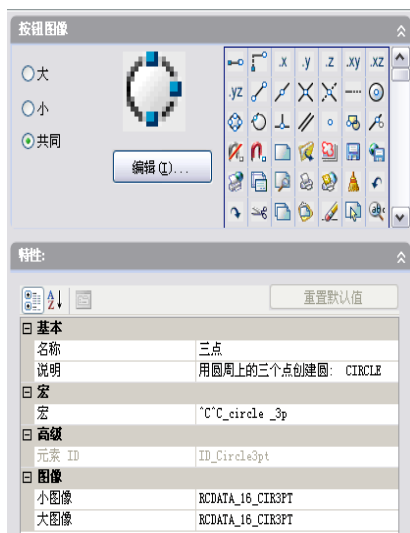 按钮图像
大
小
共同
编辑(I)...
.x .y .z .xy .xz
.yz
特性:
重置默认值
基本
名称 三点
说明 用圆周上的三个点创建圆: CIRCLE
宏
宏 ^C^C_circle _3p
高级
元素 ID ID_Circle3pt
图像
小图像 RCDATA_16_CIR3PT
大图像 RCDATA_16_CIR3PT